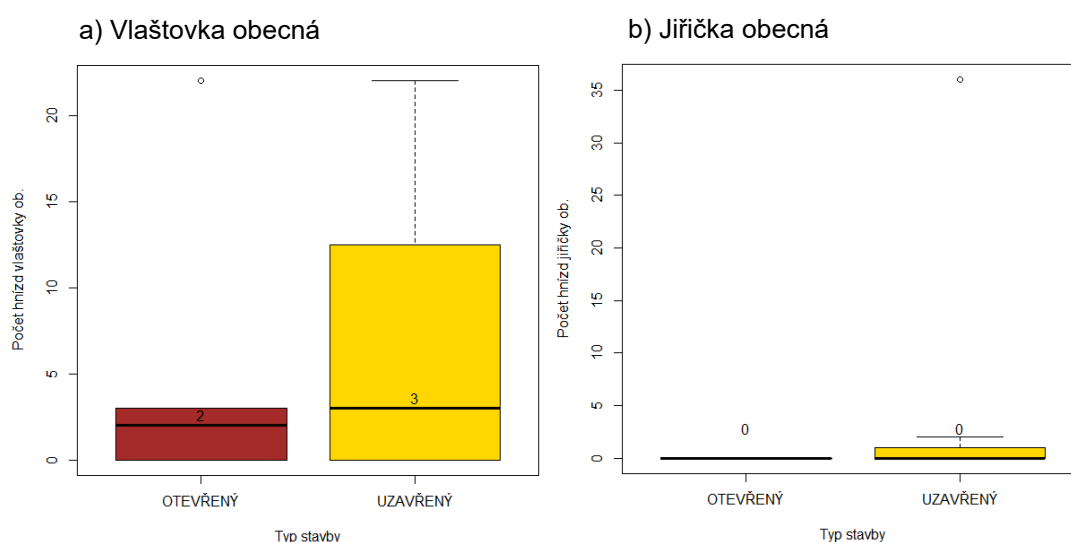 a) Vlaštovka obecná
Počet hnízd vlaštovky ob.
20
15
10
5
0
2
3
OTEVŘENÝ UZAVŘENÝ
Typ stavby
b) Jiřička obecná
Počet hnízd jiřičky ob.
35
30
25
20
15
10
5
0
0 0
OTEVŘENÝ UZAVŘENÝ
Typ stavby